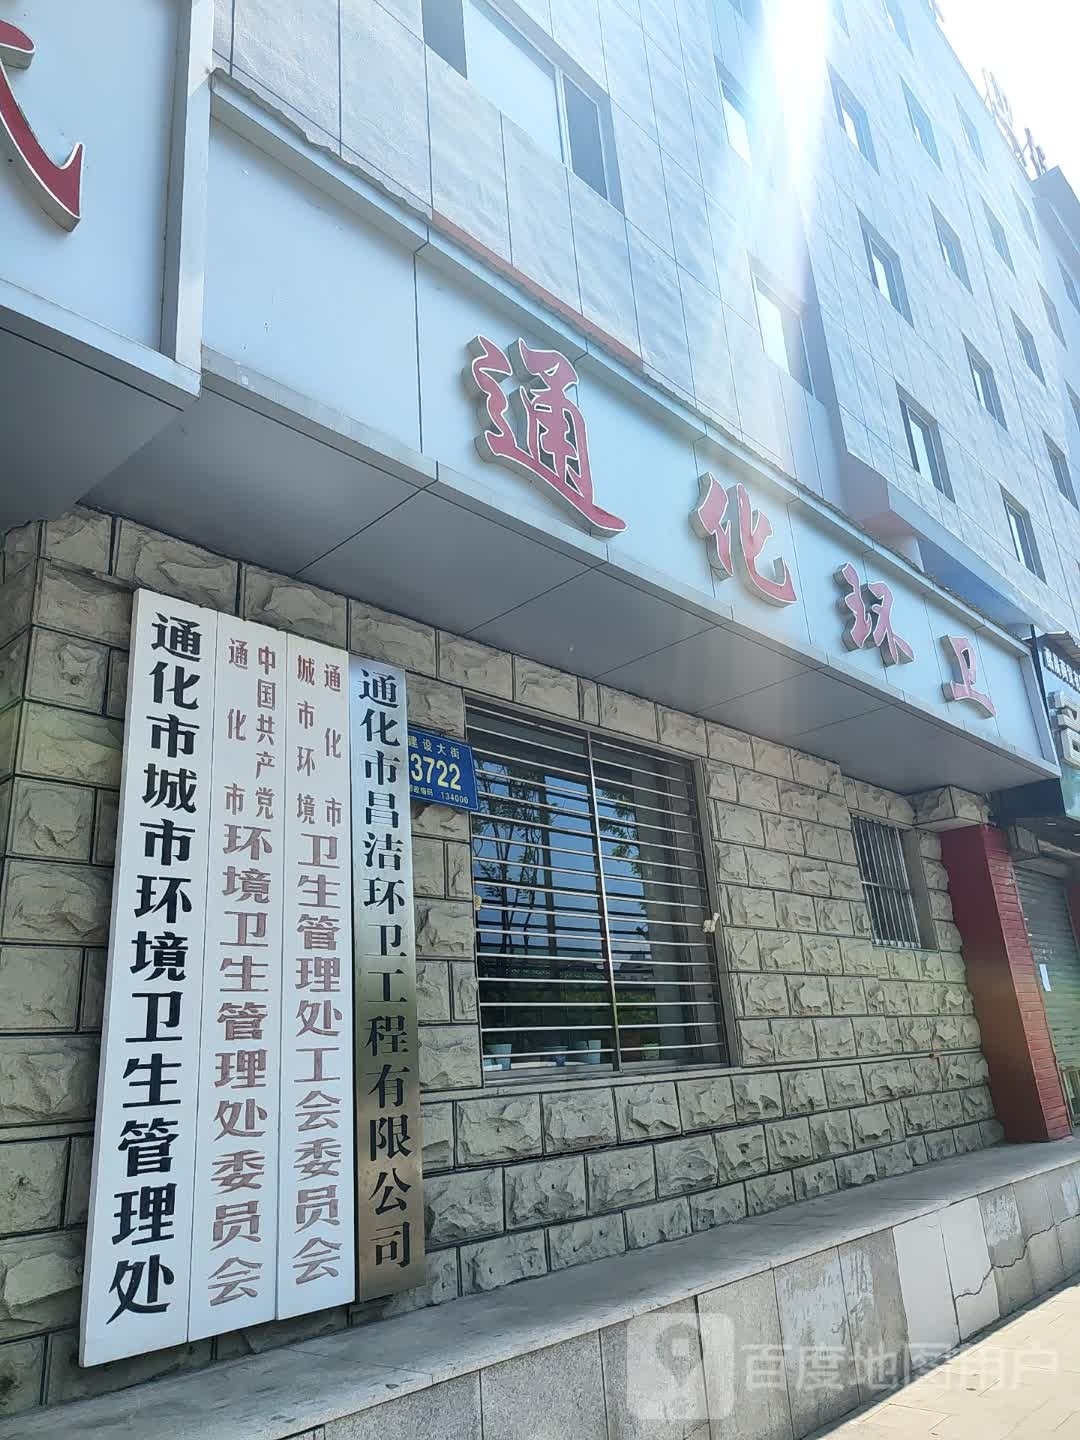 通化环卫
通化市城市环境卫生管理处
中国共产党
通化市
环境卫生管理处委员会
通化市
城市环境
卫生管理处工会委员会
通化市昌洁环卫工程有限公司
建设大街
3722
邮政编码 134000
百度地图用户